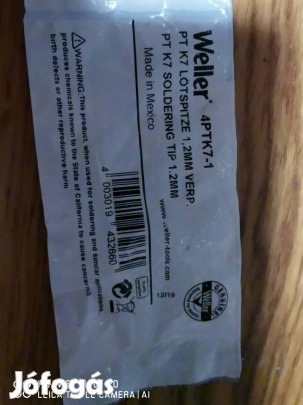 Weller® 4PTK7-1
PT K7 LOTSPITZE 1,2MM VERP.
PT K7 SOLDERING TIP 1.2MM
Made in Mexico
www.weller-tools.com
4 003019 432660
12/19
Weller
⚠WARNING: This product, when used for soldering and similar applications,
produces chemicals known to the State of California to cause cancer and
birth defects or other reproductive harm
LEICA TRIPLE CAMERA | AI
Jófogás